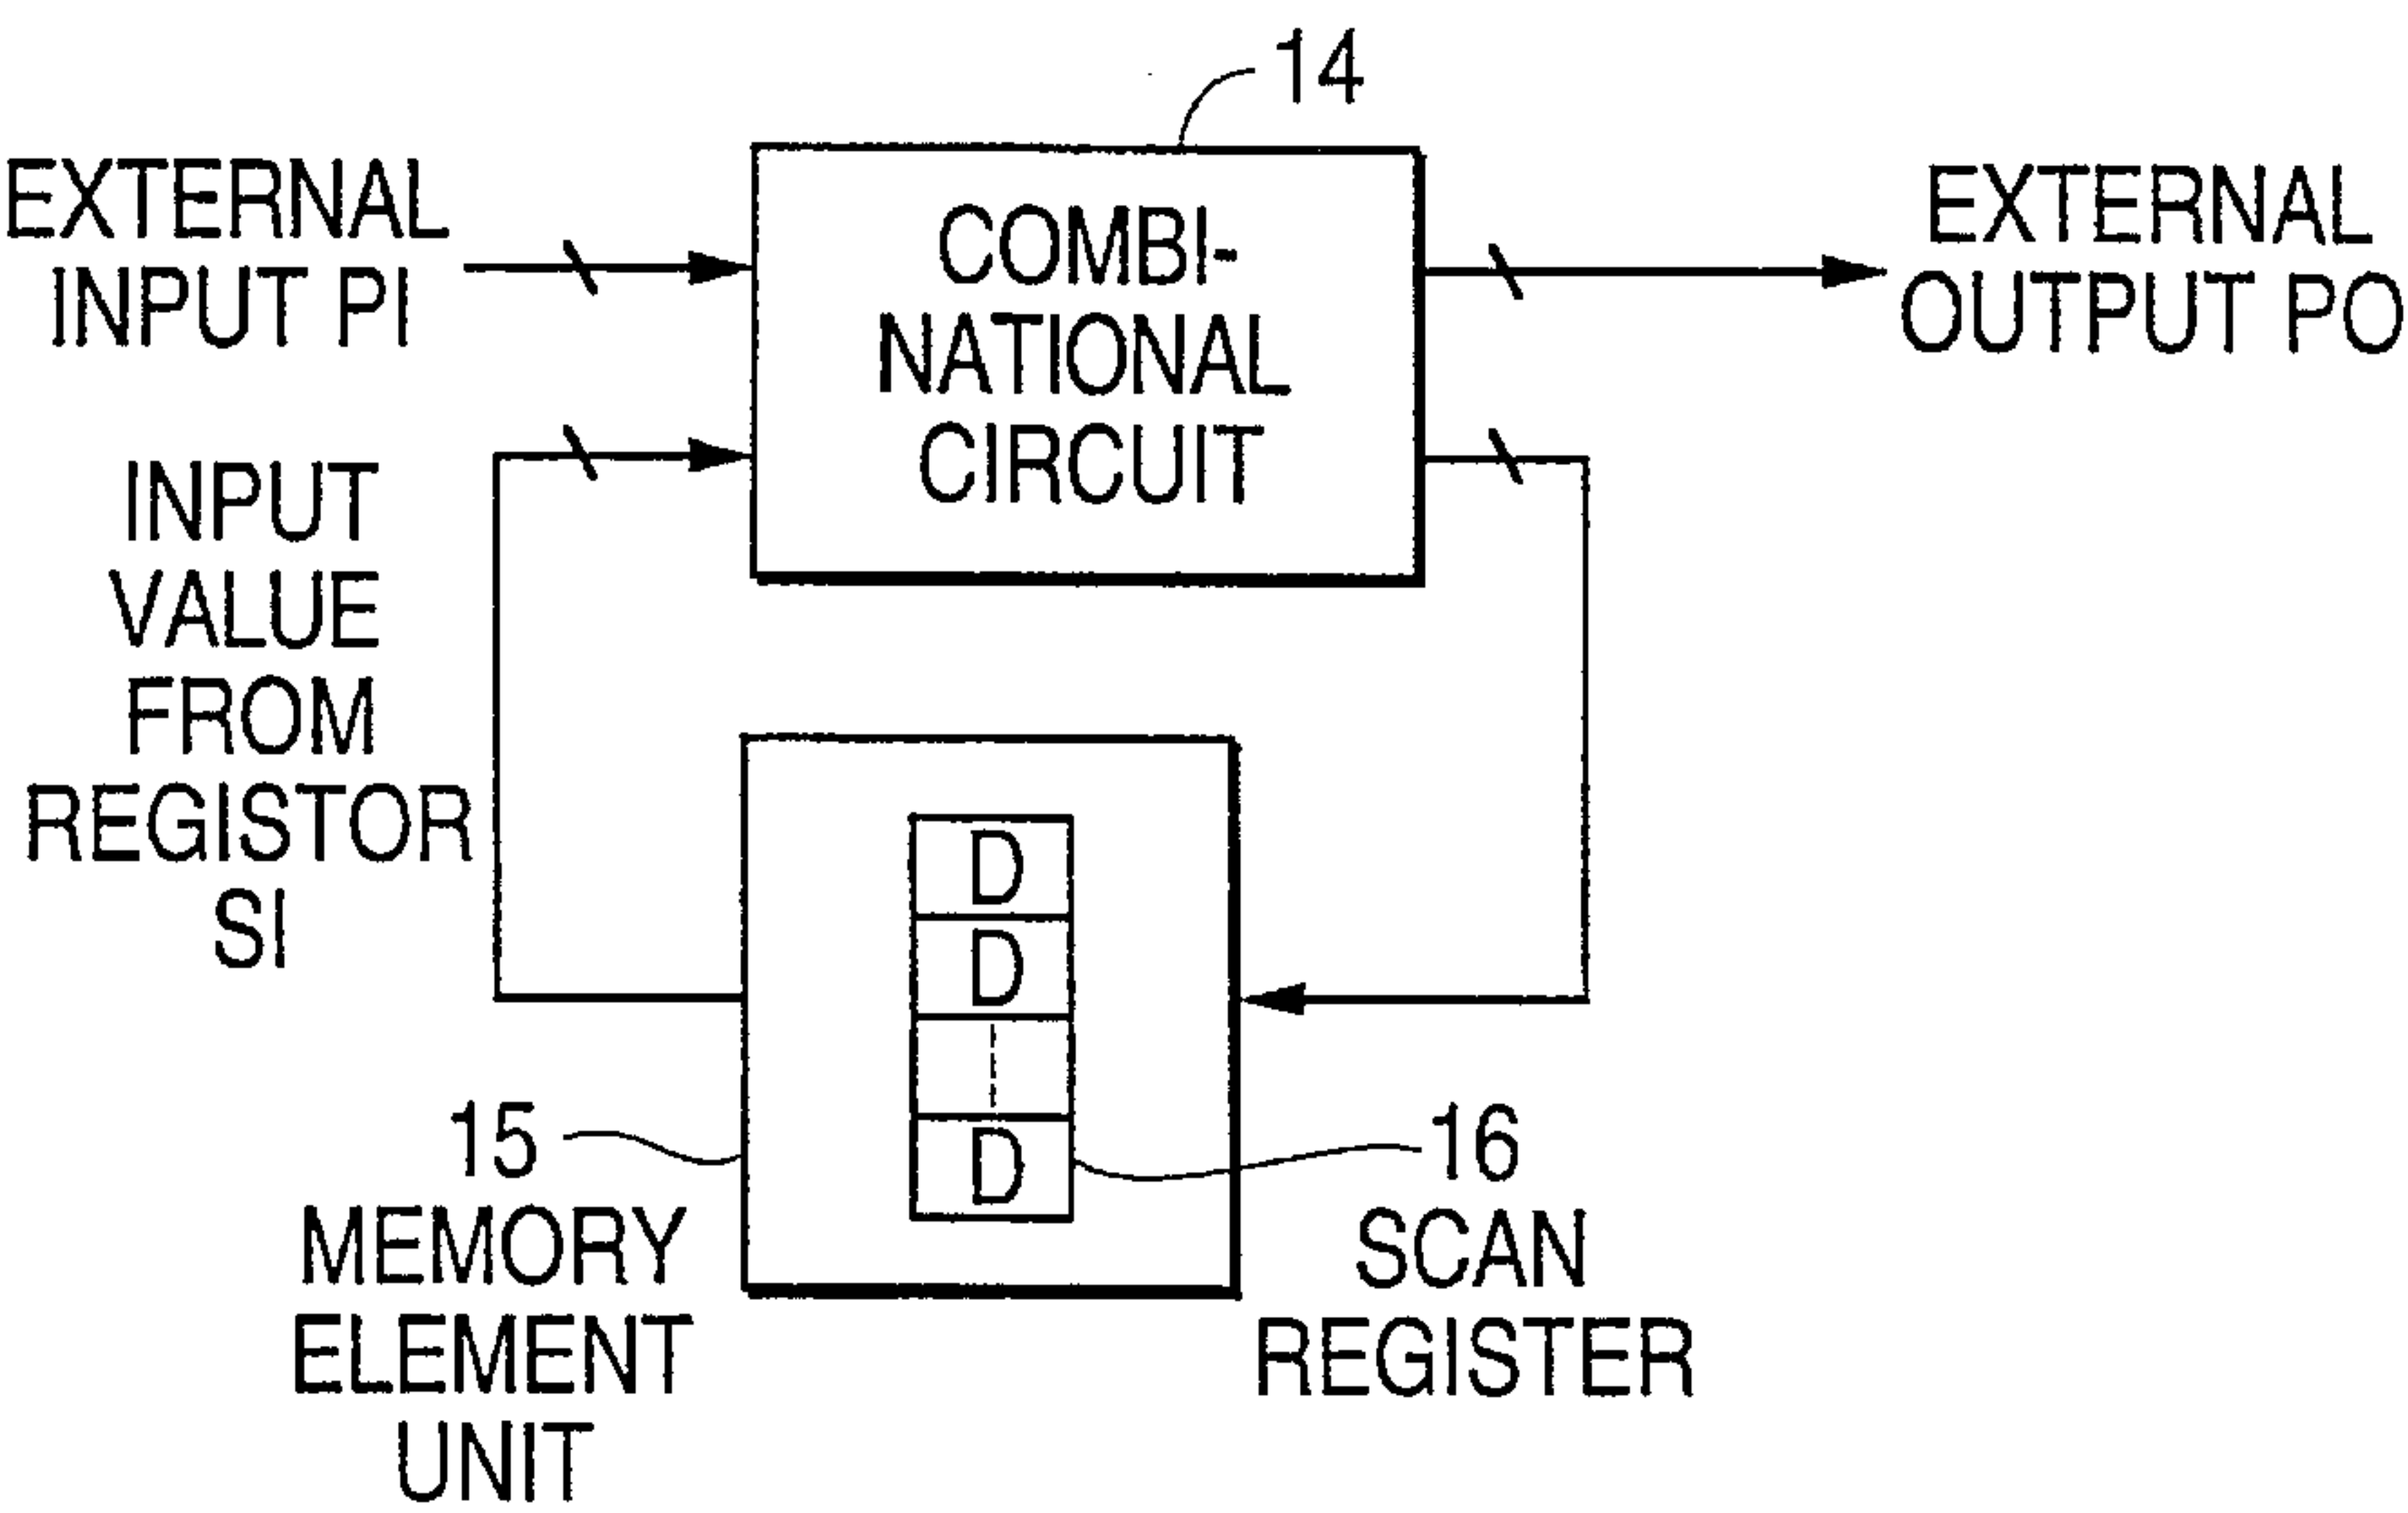 14
EXTERNAL
INPUT PI
COMBI-
NATIONAL
CIRCUIT
EXTERNAL
OUTPUT PO
INPUT
VALUE
FROM
REGISTOR
SI
D
D
D
15
MEMORY
ELEMENT
UNIT
16
SCAN
REGISTER